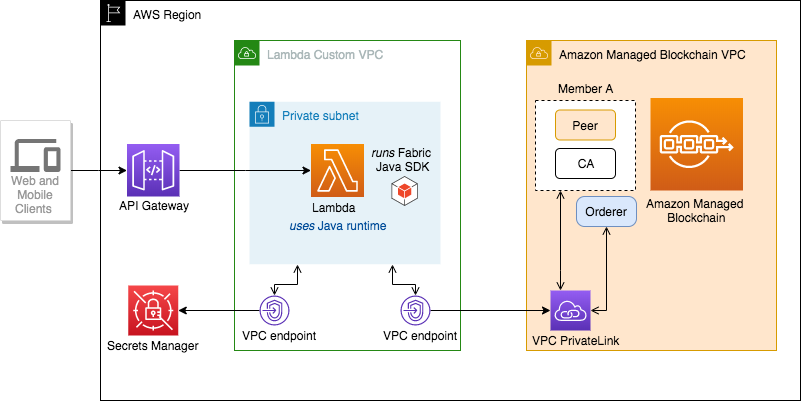 AWS Region
Lambda Custom VPC
Amazon Managed Blockchain VPC
Member A
Private subnet
Peer
runs Fabric
Java SDK
CA
Web and
Mobile
Clients
API Gateway
Lambda
Amazon Managed
Blockchain
Orderer
uses Java runtime
VPC endpoint
VPC endpoint
VPC PrivateLink
Secrets Manager